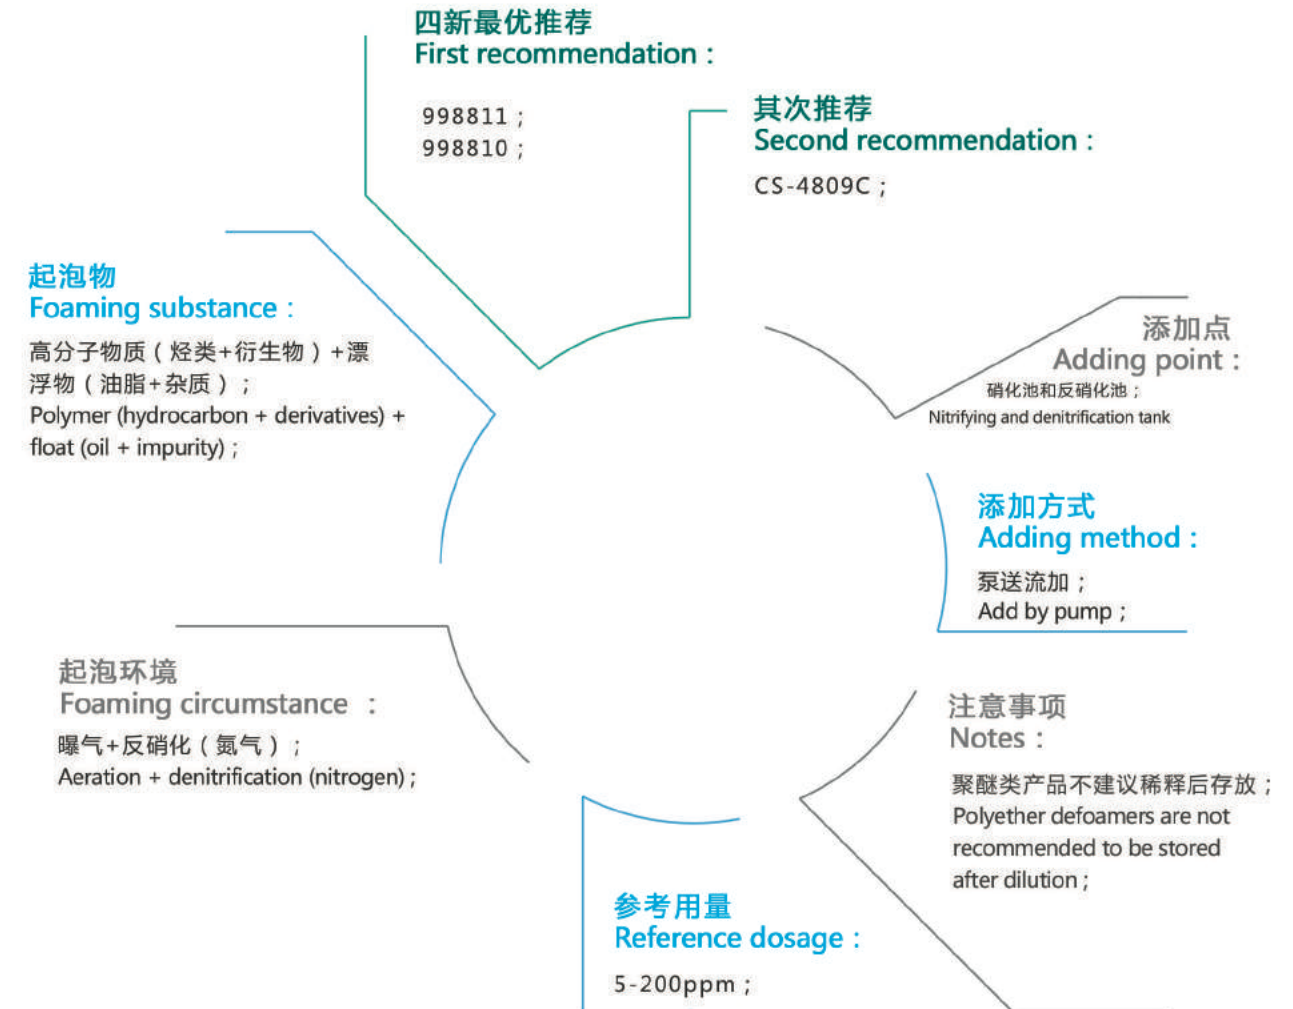 四新最优推荐
First recommendation：
998811；
998810；
其次推荐
Second recommendation：
CS-4809C；
起泡物
Foaming substance：
高分子物质（烃类+衍生物）+漂
浮物（油脂+杂质）；
Polymer (hydrocarbon + derivatives) +
float (oil + impurity)；
添加点
Adding point：
硝化池和反硝化池；
Nitrifying and denitrification tank
添加方式
Adding method：
泵送流加；
Add by pump；
起泡环境
Foaming circumstance ：
曝气+反硝化（氮气）；
Aeration + denitrification (nitrogen)；
注意事项
Notes：
聚醚类产品不建议稀释后存放；
Polyether defoamers are not
recommended to be stored
after dilution；
参考用量
Reference dosage：
5-200ppm；